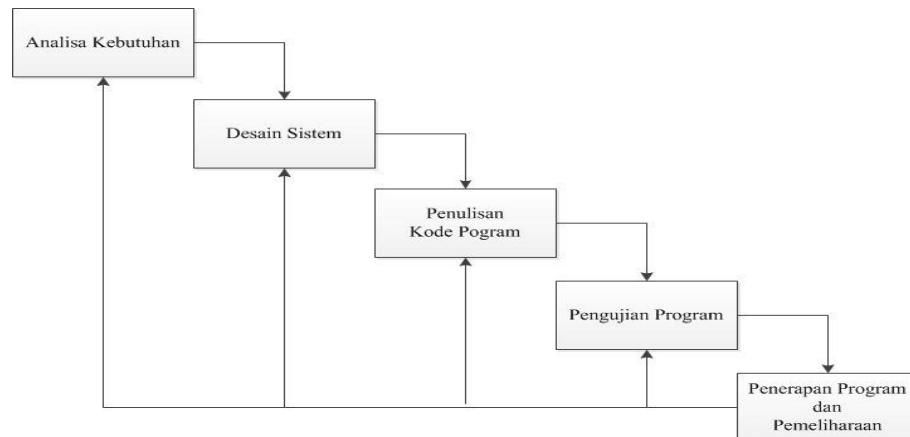 Analisa Kebutuhan
Desain Sistem
Penulisan
Kode Pogram
Pengujian Program
Penerapan Program
dan
Pemeliharaan